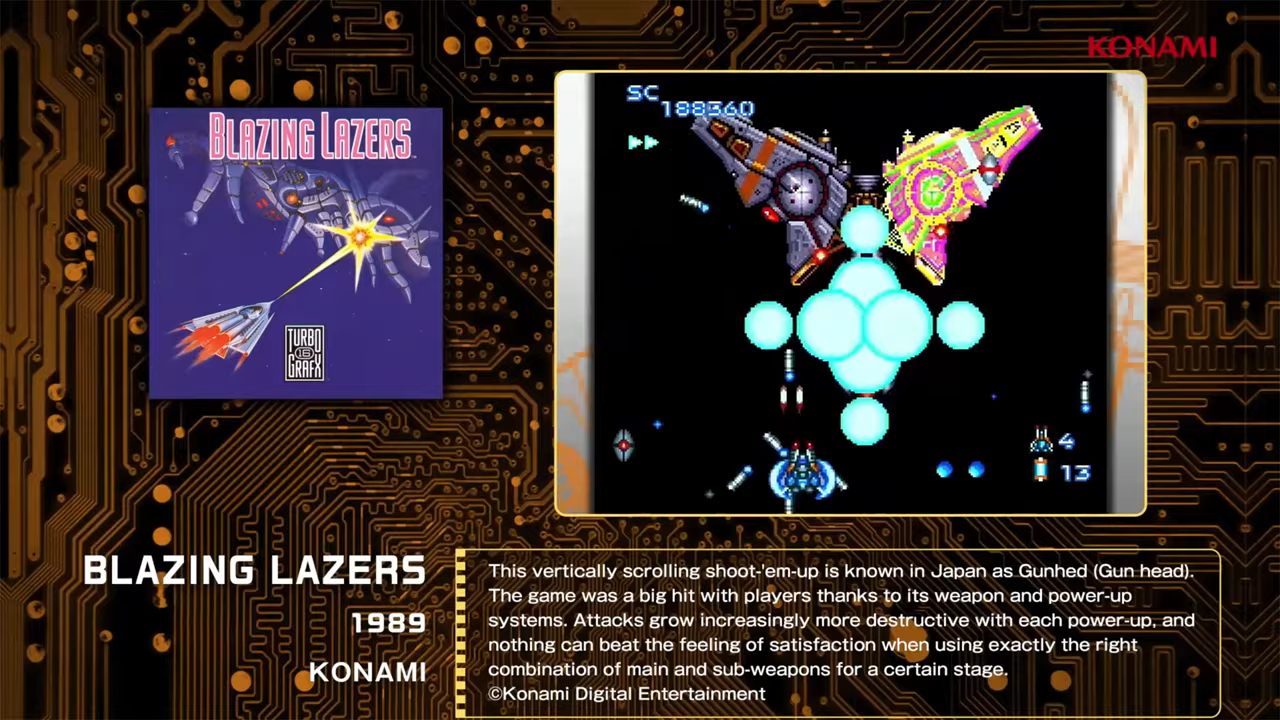 KONAMI
BLAZING LAZERS
TURBO
16
GRAFX
SC
188560
4
13
BLAZING LAZERS
1989
KONAMI
This vertically scrolling shoot-'em-up is known in Japan as Gunhed (Gun head).
The game was a big hit with players thanks to its weapon and power-up
systems. Attacks grow increasingly more destructive with each power-up, and
nothing can beat the feeling of satisfaction when using exactly the right
combination of main and sub-weapons for a certain stage.
©Konami Digital Entertainment